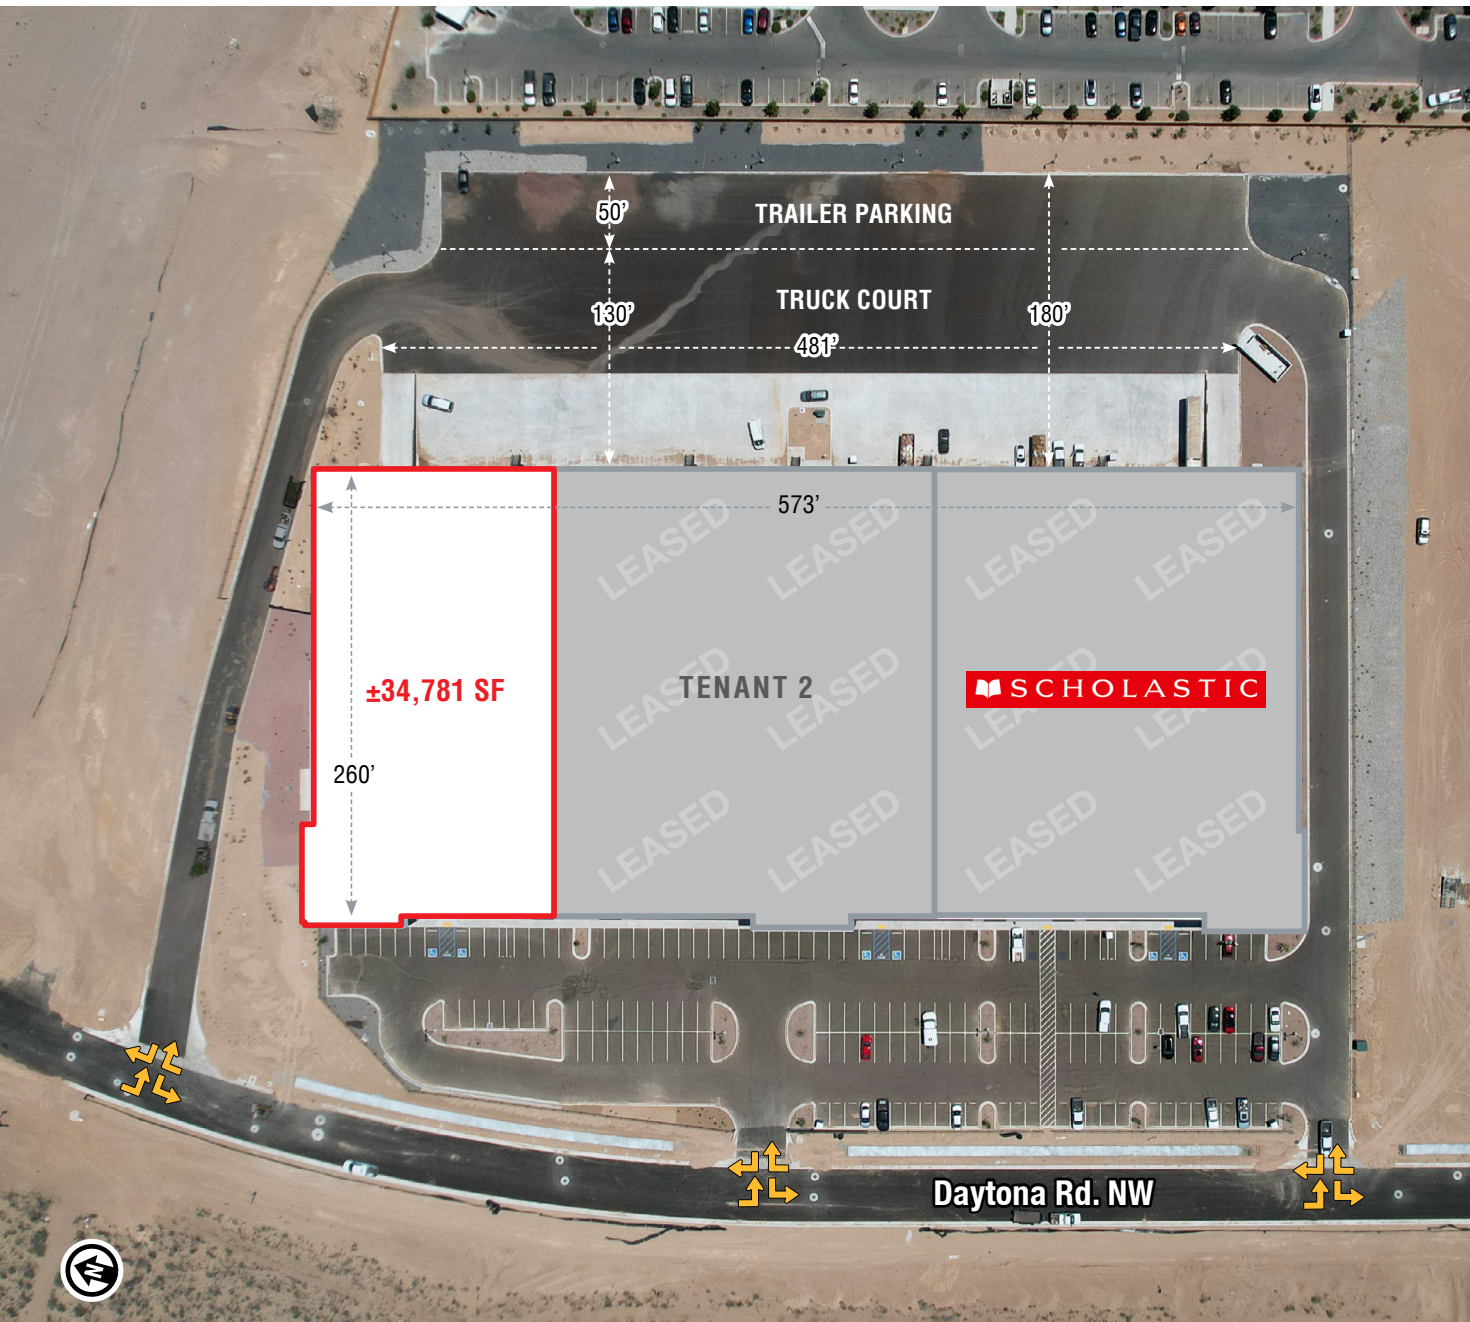 50’
TRAILER PARKING
130’
TRUCK COURT
180’
481’
573’
LEASED LEASED LEASED LEASED
±34,781 SF
TENANT 2
SCHOLASTIC
LEASED LEASED LEASED LEASED
260’
LEASED LEASED LEASED LEASED
Daytona Rd. NW
N